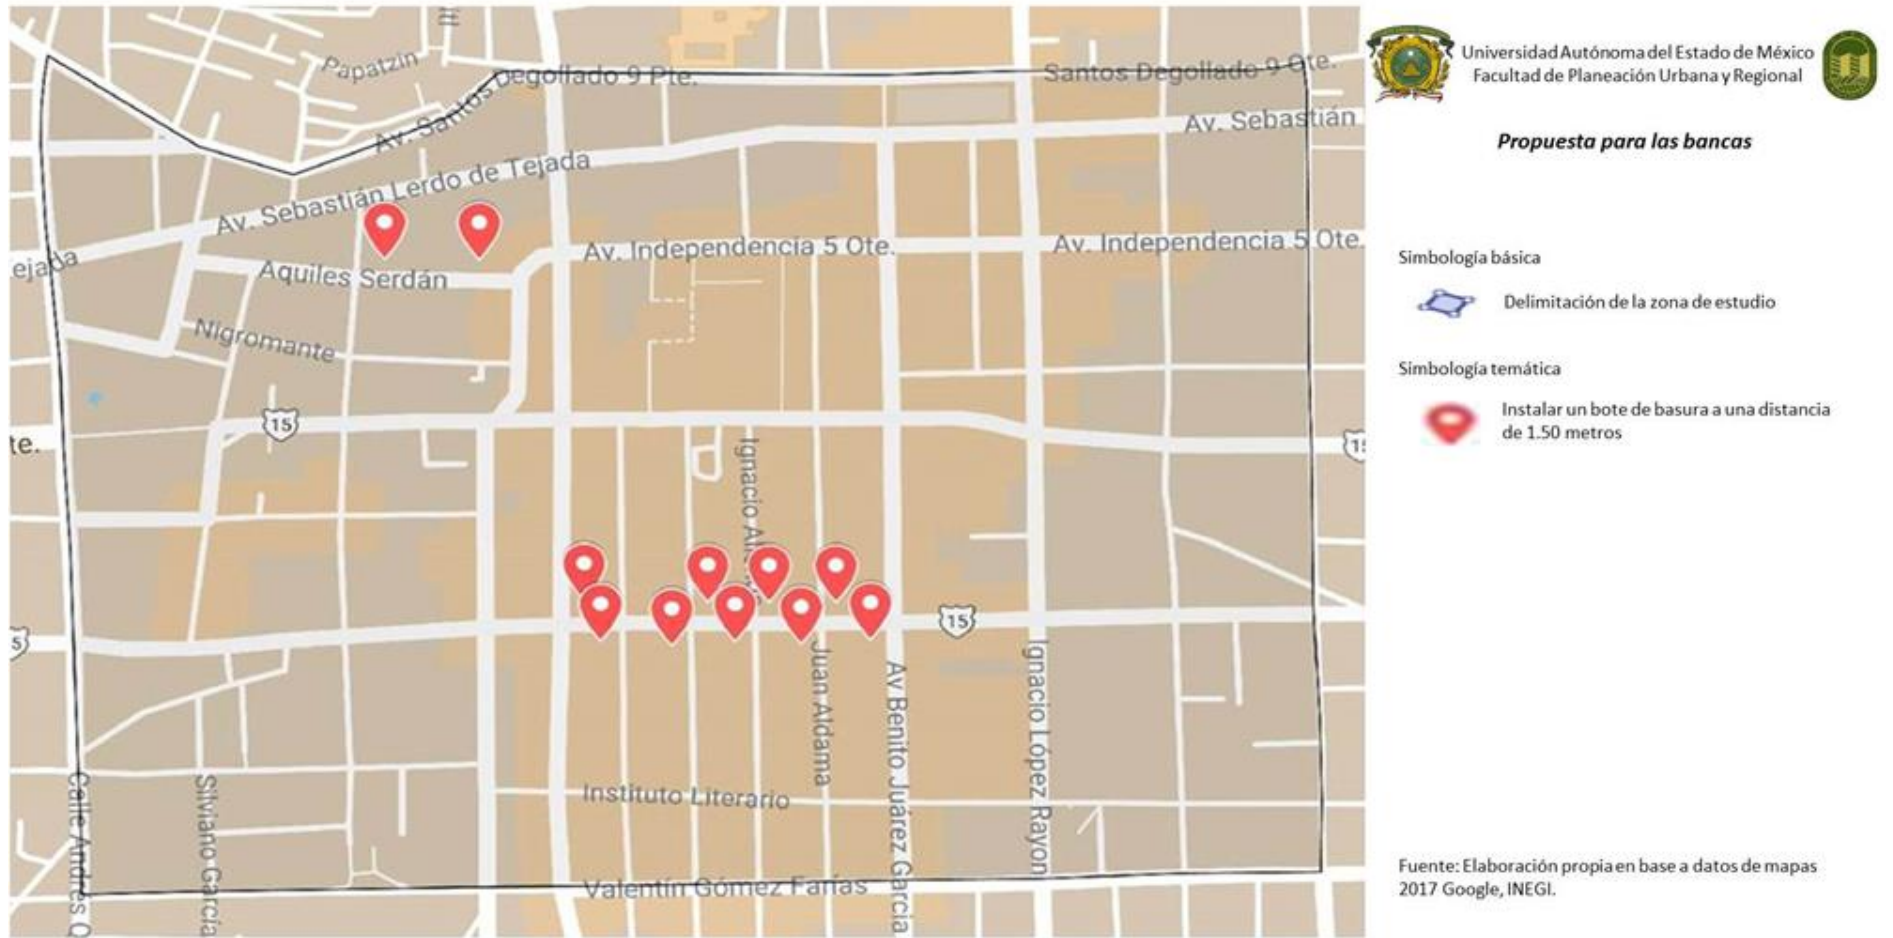 Papatzin
Av. Santos Degollado 9 Pte.
Santos Degollado 9 Ote.
Av. Sebastián
Av. Sebastián Lerdo de Tejada
ejada
Av. Independencia 5 Ote.
Av. Independencia 5 Ote.
Aquiles Serdán
Nigromante
15
te.
15
Ignacio
5
15
Juan Aldama
Av Benito Juárez Garcia
Ignacio López Rayon
Instituto Literario
Calle Andrés Q
Silviano García
Valentín Gómez Farías
Universidad Autónoma del Estado de México
Facultad de Planeación Urbana y Regional
Propuesta para las bancas
Simbología básica
Delimitación de la zona de estudio
Simbología temática
Instalar un bote de basura a una distancia
de 1.50 metros
Fuente: Elaboración propia en base a datos de mapas
2017 Google, INEGI.